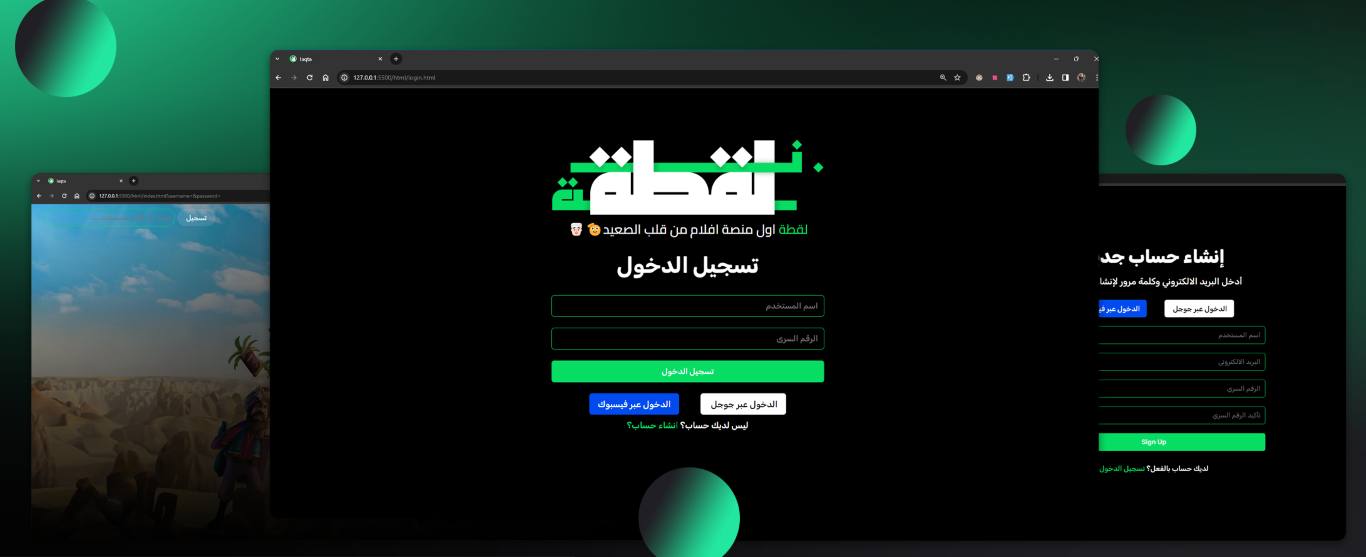 laqta
127.0.0.1:5500/html/login.html
لقطة
لقطة اول منصة افلام من قلب الصعيد
تسجيل الدخول
اسم المستخدم
الرقم السرى
تسجيل الدخول
الدخول عبر جوجل
الدخول عبر فيسبوك
ليس لديك حساب؟ انشاء حساب؟
laqta
127.0.0.1:5500/html/index.html?username=&password=
تسجيل
إنشاء حساب جد
أدخل البريد الالكتروني وكلمة مرور لإنشا
الدخول عبر جوجل
الدخول عبر في
اسم المستخدم
البريد الالكترونى
الرقم السرى
تأكيد الرقم السرى
Sign Up
لديك حساب بالفعل؟ تسجيل الدخول